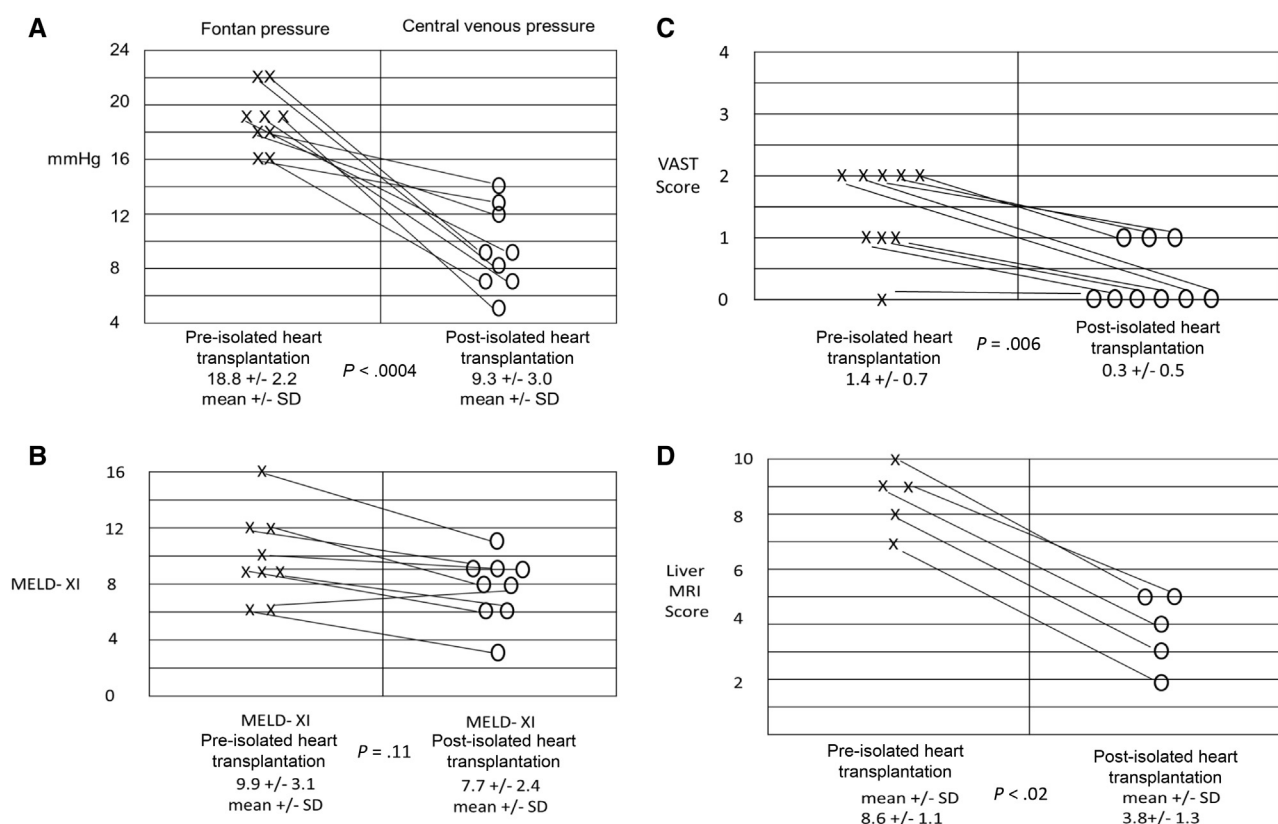 A
Fontan pressure
Central venous pressure
24
20
mmHg
16
12
8
4
Pre-isolated heart
transplantation
18.8 +/- 2.2
mean +/- SD
P < .0004
Post-isolated heart
transplantation
9.3 +/- 3.0
mean +/- SD
B
16
12
MELD- XI
8
4
0
MELD- XI
Pre-isolated heart
transplantation
9.9 +/- 3.1
mean +/- SD
P = .11
MELD- XI
Post-isolated heart
transplantation
7.7 +/- 2.4
mean +/- SD
C
4
3
VAST
Score
2
1
0
Pre-isolated heart
transplantation
1.4 +/- 0.7
P = .006
Post-isolated heart
transplantation
0.3 +/- 0.5
D
10
8
Liver
MRI
Score
6
4
2
Pre-isolated heart
transplantation
mean +/- SD
8.6 +/- 1.1
P < .02
Post-isolated heart
transplantation
mean +/- SD
3.8+/- 1.3